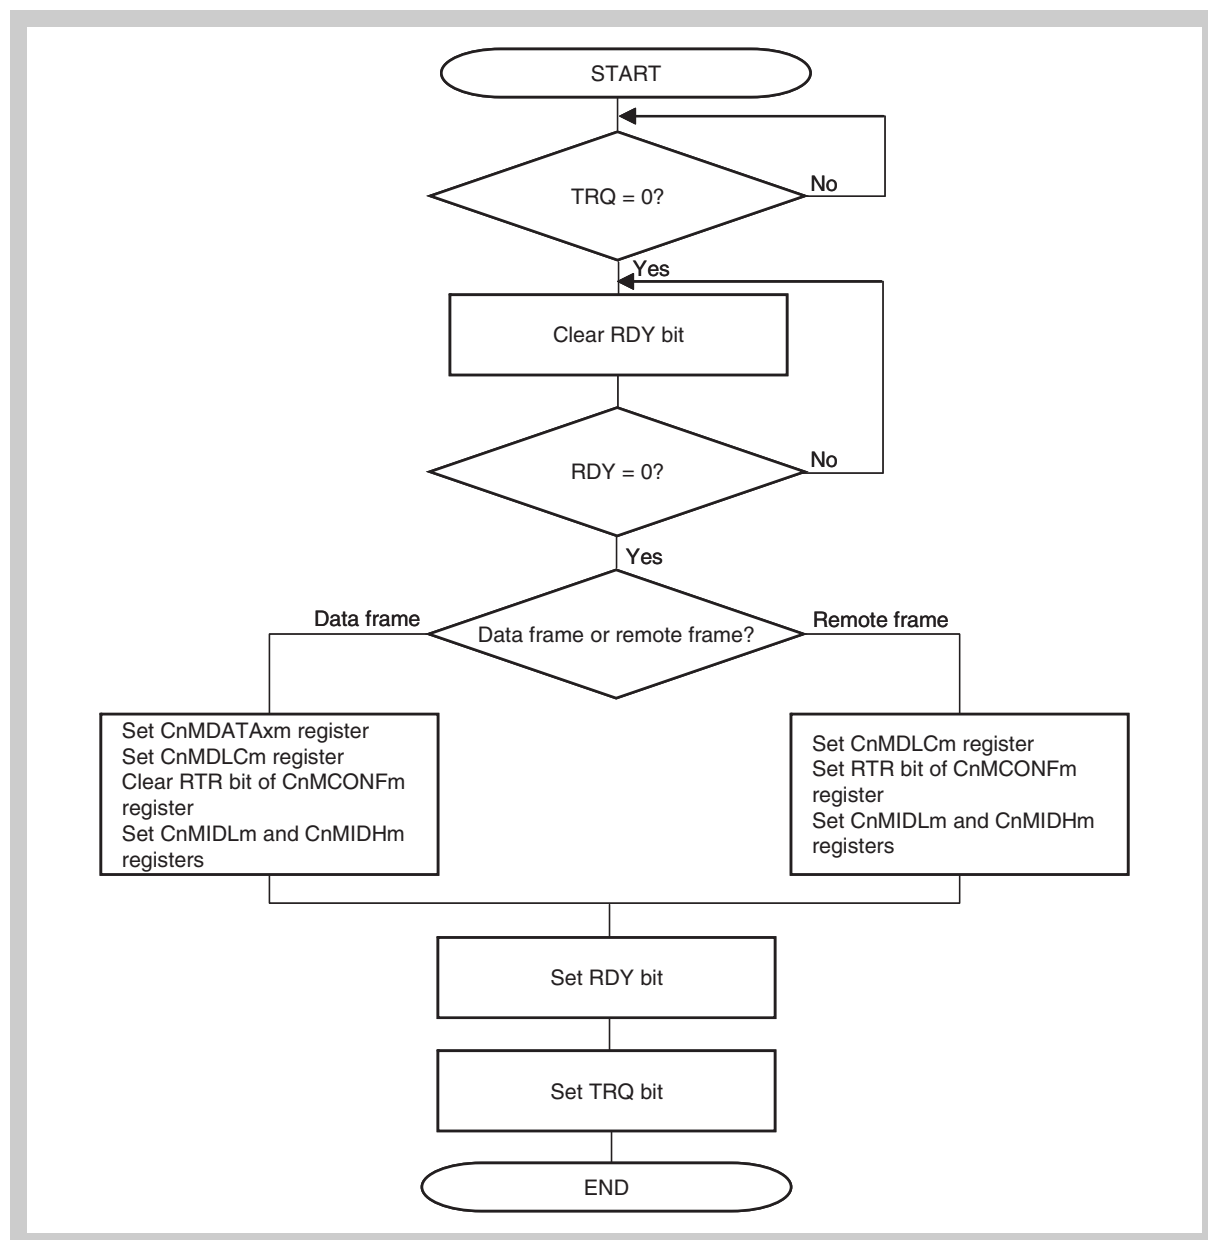 START
TRQ = 0?
No
Yes
Clear RDY bit
RDY = 0?
No
Yes
Data frame
Data frame or remote frame?
Remote frame
Set CnMDATAxm register
Set CnMDLCm register
Clear RTR bit of CnMCONFm
register
Set CnMIDLm and CnMIDHm
registers
Set CnMDLCm register
Set RTR bit of CnMCONFm
register
Set CnMIDLm and CnMIDHm
registers
Set RDY bit
Set TRQ bit
END